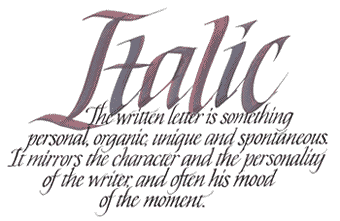 Italic
The written letter is something
personal, organic, unique and spontaneous.
It mirrors the character and the personality
of the writer, and often his mood
of the moment.